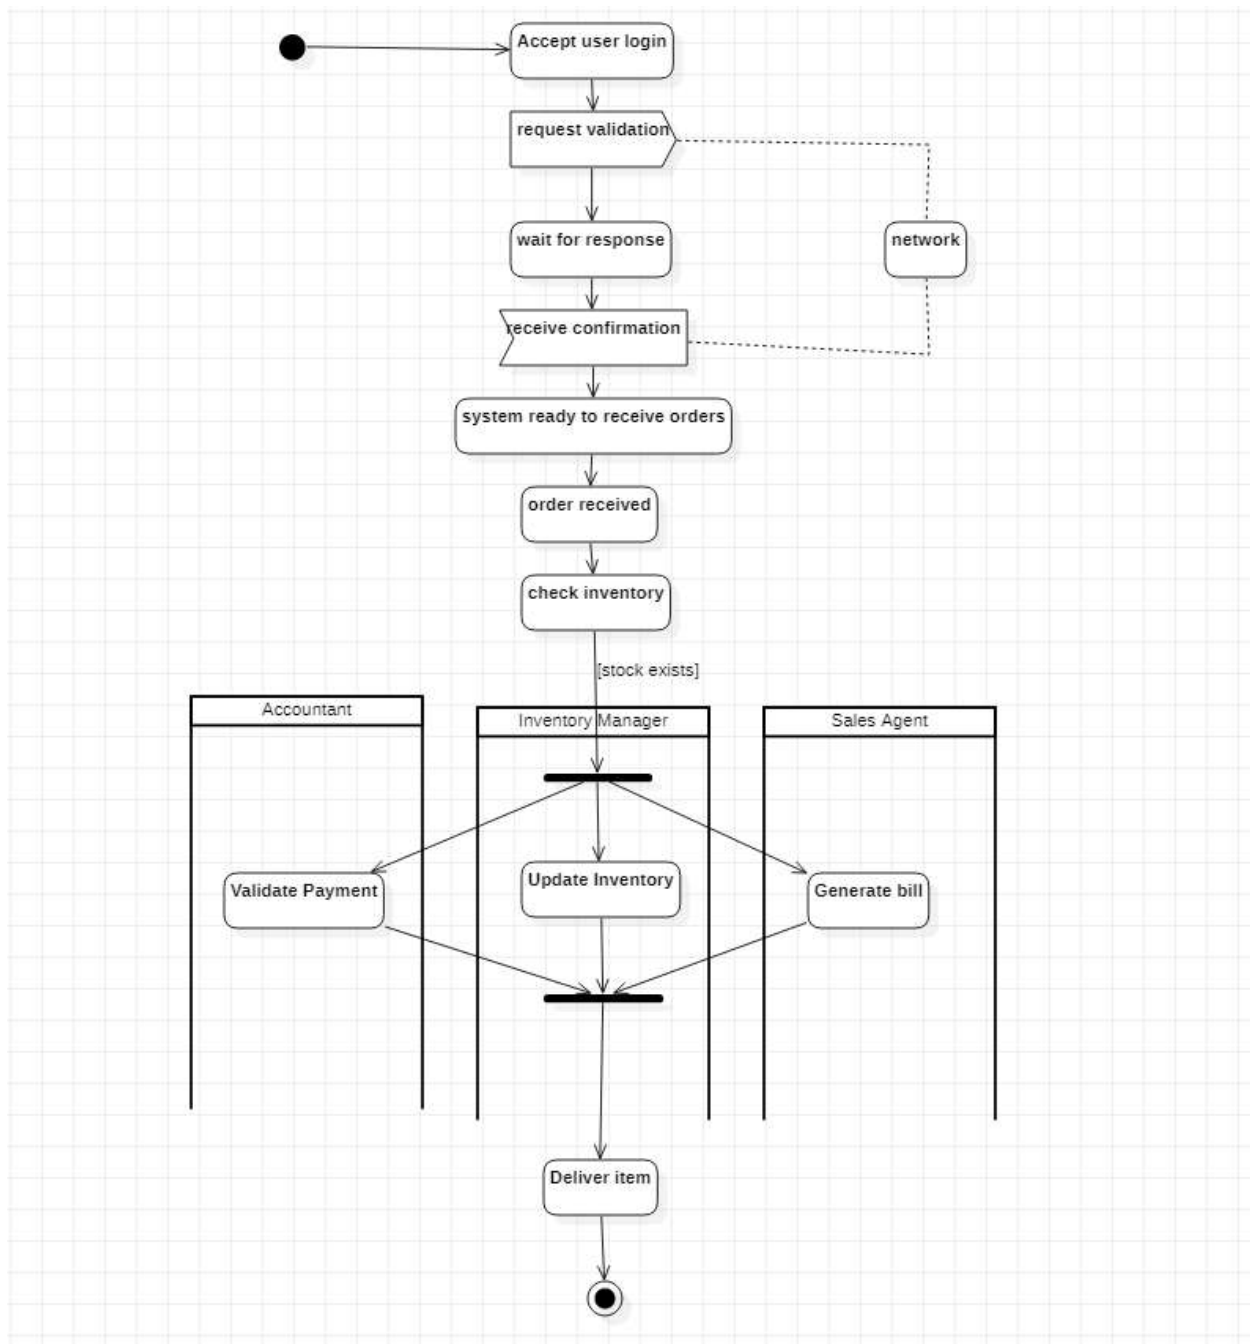 Accept user login
request validation
wait for response
network
receive confirmation
system ready to receive orders
order received
check inventory
[stock exists]
Accountant
Inventory Manager
Sales Agent
Validate Payment
Update Inventory
Generate bill
Deliver item